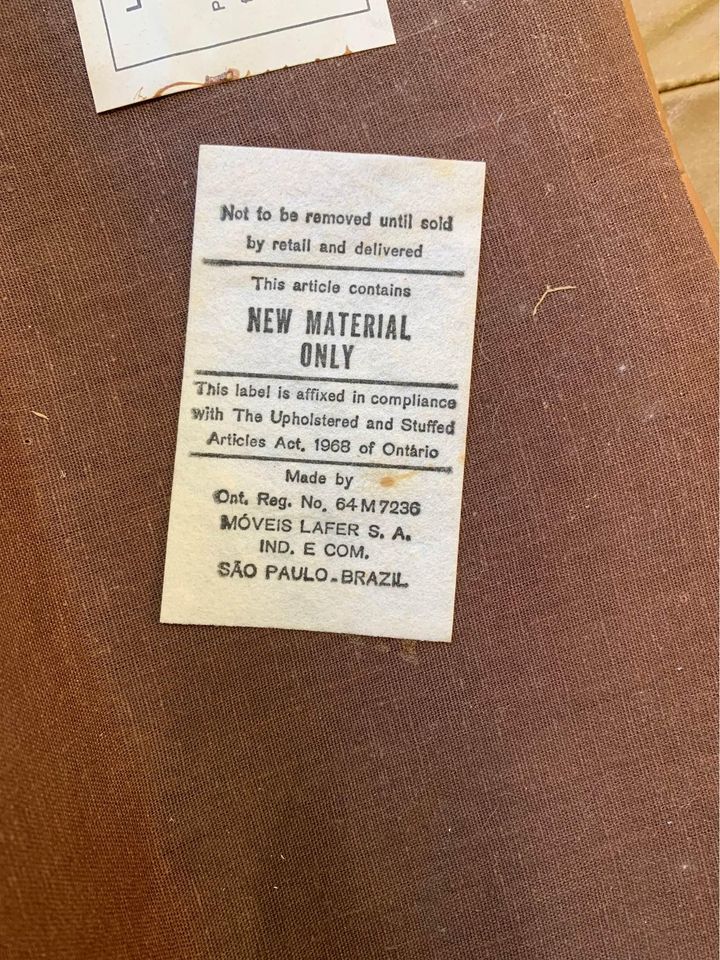 Not to be removed until sold
by retail and delivered
This article contains
NEW MATERIAL
ONLY
This label is affixed in compliance
with The Upholstered and Stuffed
Articles Act, 1968 of Ontário
Made by
Ont. Reg. No. 64M7236
MÓVEIS LAFER S. A.
IND. E COM.
SÃO PAULO-BRAZIL